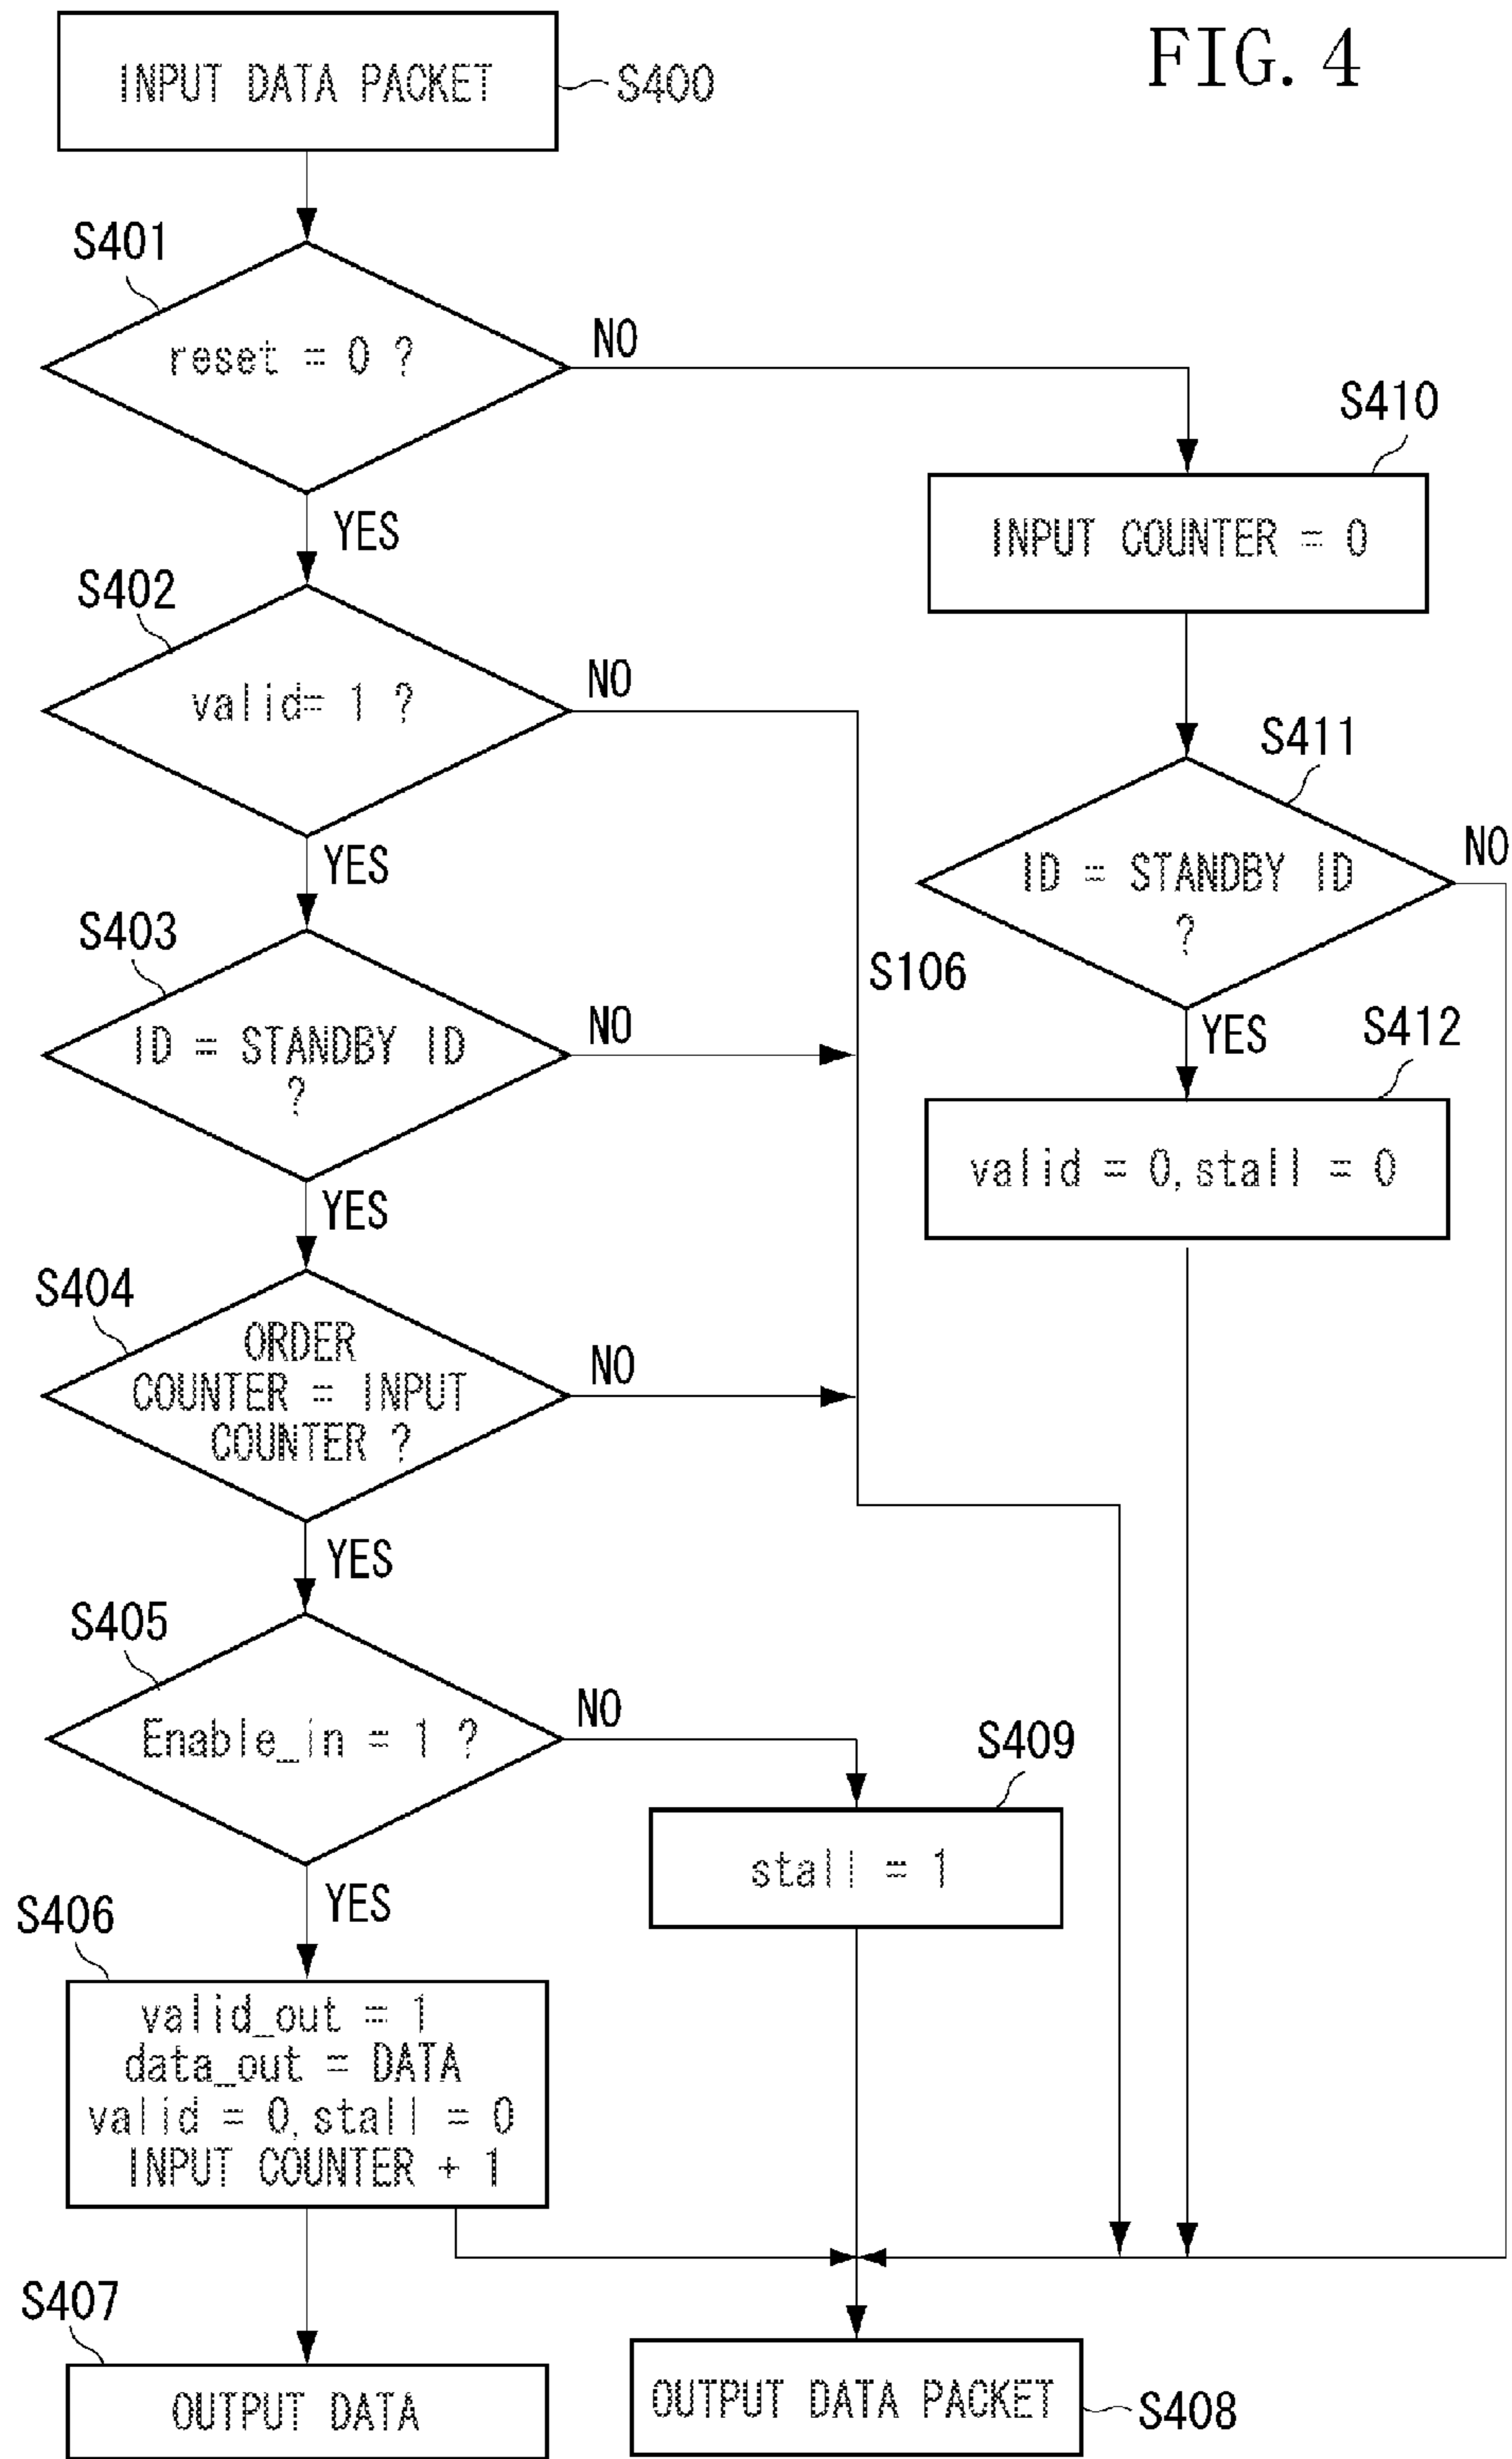 FIG. 4
INPUT DATA PACKET
S400
S401
reset = 0 ?
NO
YES
S410
INPUT COUNTER = 0
S402
valid= 1 ?
NO
YES
S411
ID = STANDBY ID
?
NO
YES
S403
ID = STANDBY ID
?
NO
YES
S106
S412
valid = 0, stall = 0
S404
ORDER
COUNTER = INPUT
COUNTER ?
NO
YES
S405
Enable_in = 1 ?
NO
YES
S409
stall = 1
S406
valid_out = 1
data_out = DATA
valid = 0, stall = 0
INPUT COUNTER + 1
S407
OUTPUT DATA
OUTPUT DATA PACKET
S408